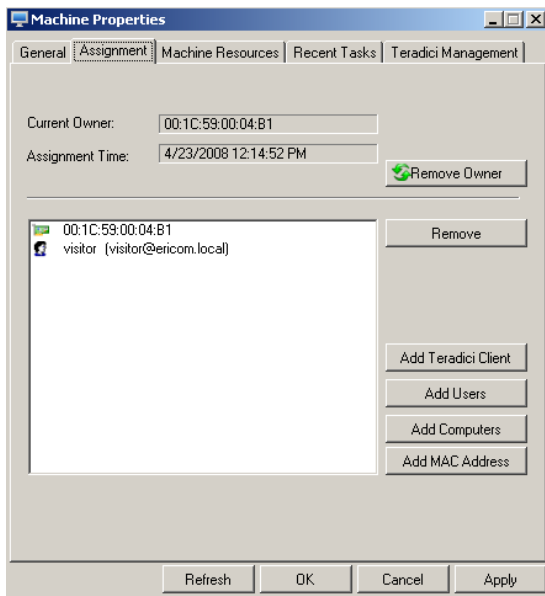 Machine Properties
General Assignment Machine Resources Recent Tasks Teradici Management
Current Owner: 00:1C:59:00:04:B1
Assignment Time: 4/23/2008 12:14:52 PM
Remove Owner
00:1C:59:00:04:B1
visitor (visitor@ericom.local)
Remove
Add Teradici Client
Add Users
Add Computers
Add MAC Address
Refresh OK Cancel Apply